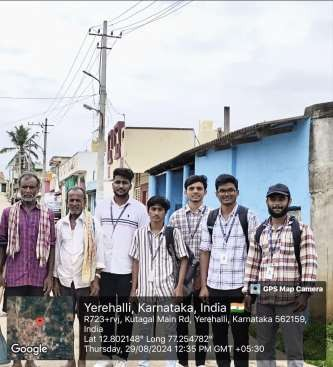 GPS Map Camera
Yerehalli, Karnataka, India 🇮🇳
R723+rvj, Kutagal Main Rd, Yerehalli, Karnataka 562159,
India
Lat 12.802148° Long 77.254782°
Thursday, 29/08/2024 12:35 PM GMT +05:30
Google